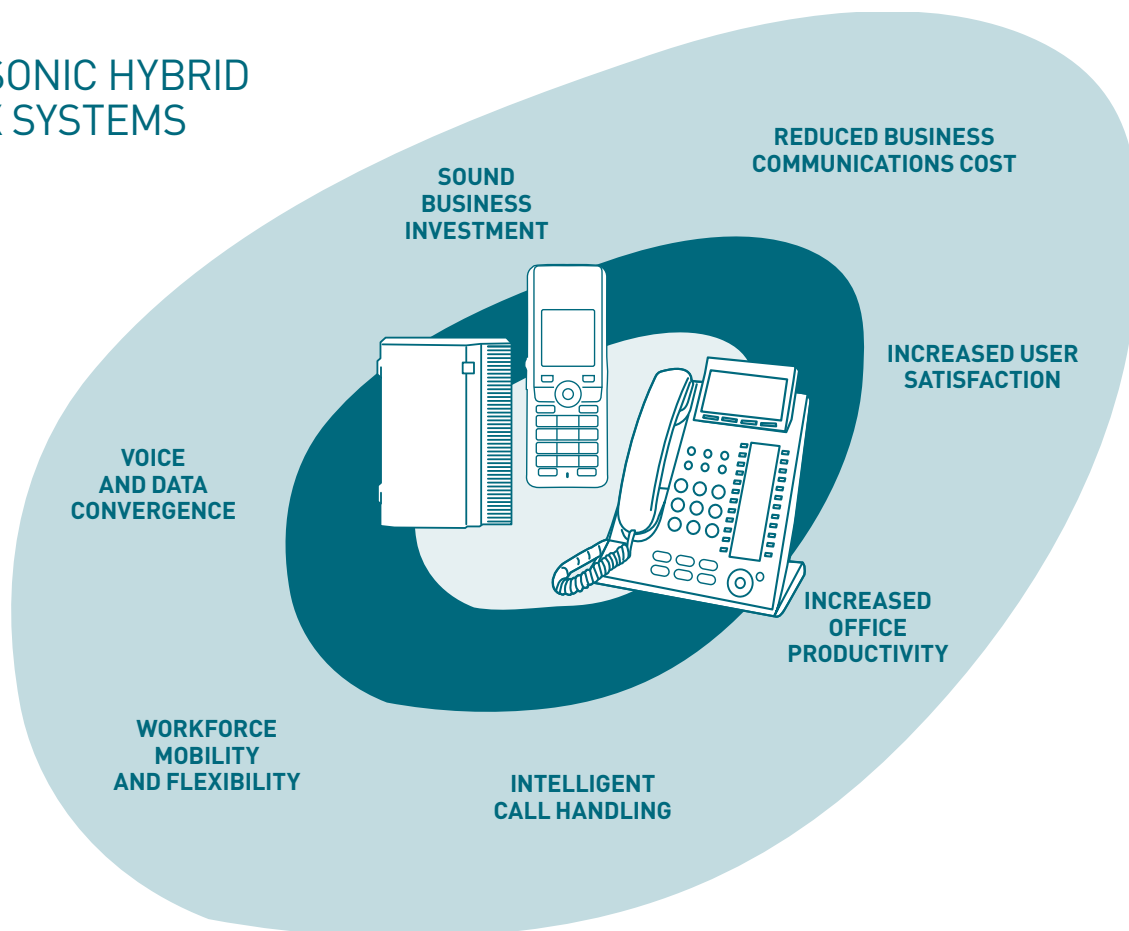 SONIC HYBRID
SYSTEMS
REDUCED BUSINESS
COMMUNICATIONS COST
SOUND
BUSINESS
INVESTMENT
INCREASED USER
SATISFACTION
VOICE
AND DATA
CONVERGENCE
INCREASED
OFFICE
PRODUCTIVITY
WORKFORCE
MOBILITY
AND FLEXIBILITY
INTELLIGENT
CALL HANDLING